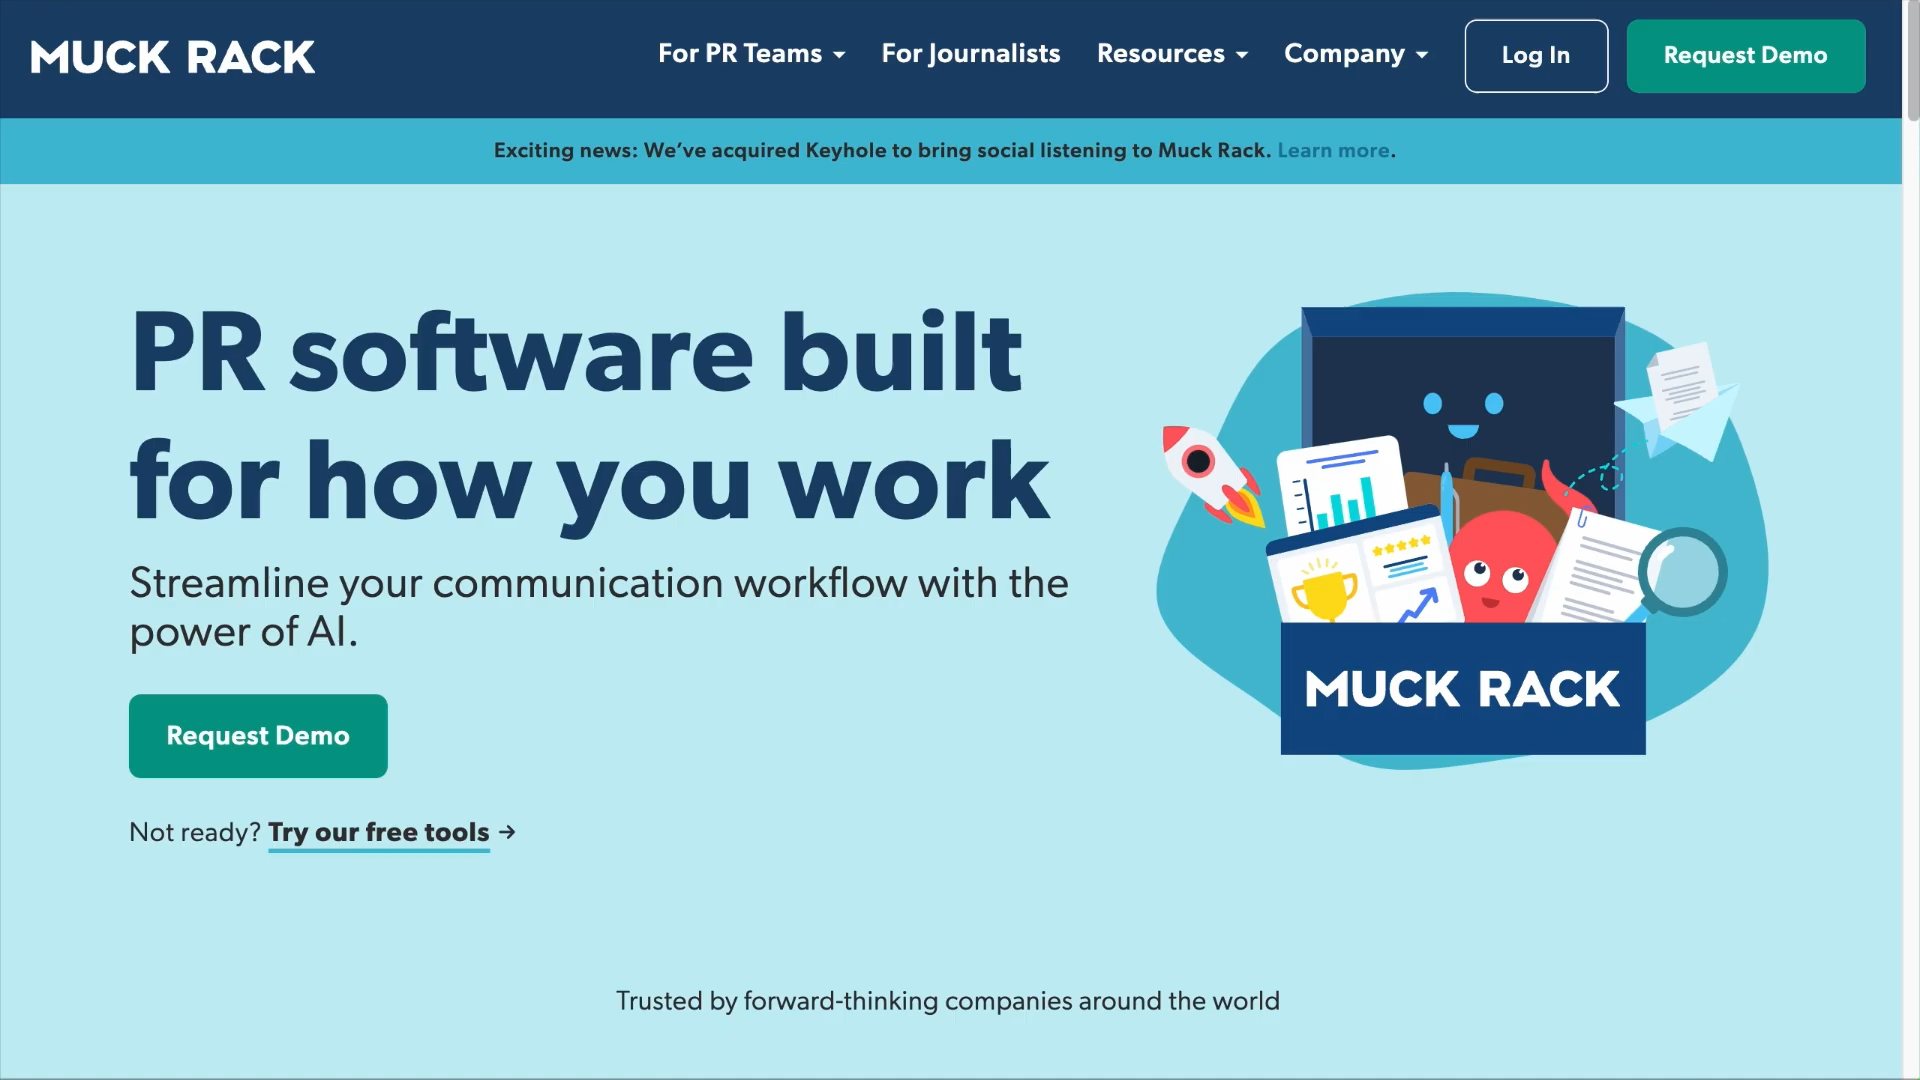 MUCK RACK
For PR Teams
For Journalists
Resources
Company
Log In
Request Demo
Exciting news: We’ve acquired Keyhole to bring social listening to Muck Rack. Learn more.
PR software built
for how you work
Streamline your communication workflow with the
power of AI.
Request Demo
Not ready? Try our free tools →
MUCK RACK
Trusted by forward-thinking companies around the world